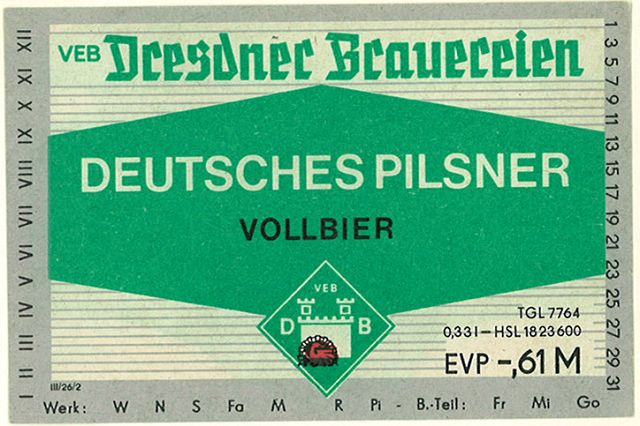 VEB Dresdner Brauereien
DEUTSCHES PILSNER
VOLLBIER
VEB
D B
TGL 7764
0,33 l – HSL 1823600
EVP –,61 M
III/26/2
I II III IV V VI VII VIII IX X XI XII
1 3 5 7 9 11 13 15 17 19 21 23 25 27 29 31
Werk: W N S Fa M R Pi - B.-Teil: Fr Mi Go